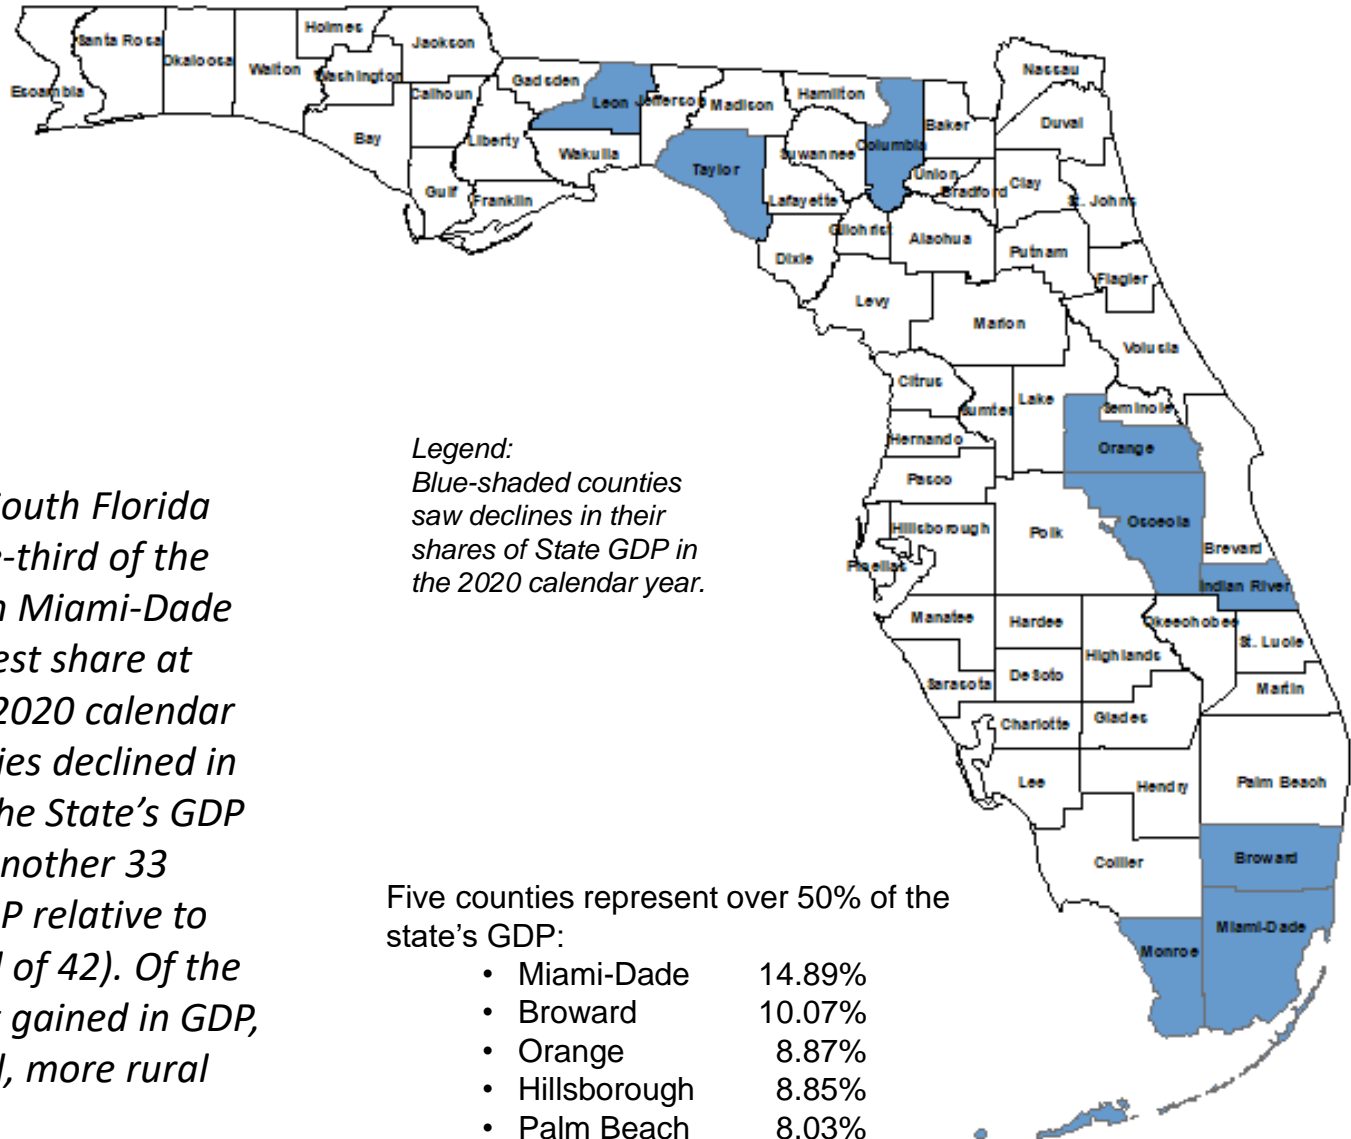 Holmes
Santa Rosa
Okaloosa
Walton
Washington
Jackson
Escambia
Calhoun
Bay
Gulf
Liberty
Franklin
Gadsden
Leon
Wakulla
Jefferson
Madison
Taylor
Hamilton
Suwannee
Lafayette
Columbia
Baker
Nassau
Duval
Union
Bradford
Clay
St. Johns
Gilchrist
Alachua
Putnam
Flagler
Dixie
Levy
Marion
Volusia
Citrus
Sumter
Lake
Seminole
Hernando
Orange
Pasco
Hillsborough
Pinellas
Polk
Osceola
Brevard
Indian River
Manatee
Hardee
Okeechobee
St. Lucie
Highlands
Sarasota
DeSoto
Martin
Charlotte
Glades
Lee
Hendry
Palm Beach
Collier
Broward
Miami-Dade
Monroe
Legend:
Blue-shaded counties
saw declines in their
shares of State GDP in
the 2020 calendar year.
outh Florida
-third of the
n Miami-Dade
est share at
2020 calendar
ies declined in
he State's GDP
nother 33
P relative to
l of 42). Of the
gained in GDP,
l, more rural
Five counties represent over 50% of the
state's GDP:
• Miami-Dade 14.89%
• Broward 10.07%
• Orange 8.87%
• Hillsborough 8.85%
• Palm Beach 8.03%